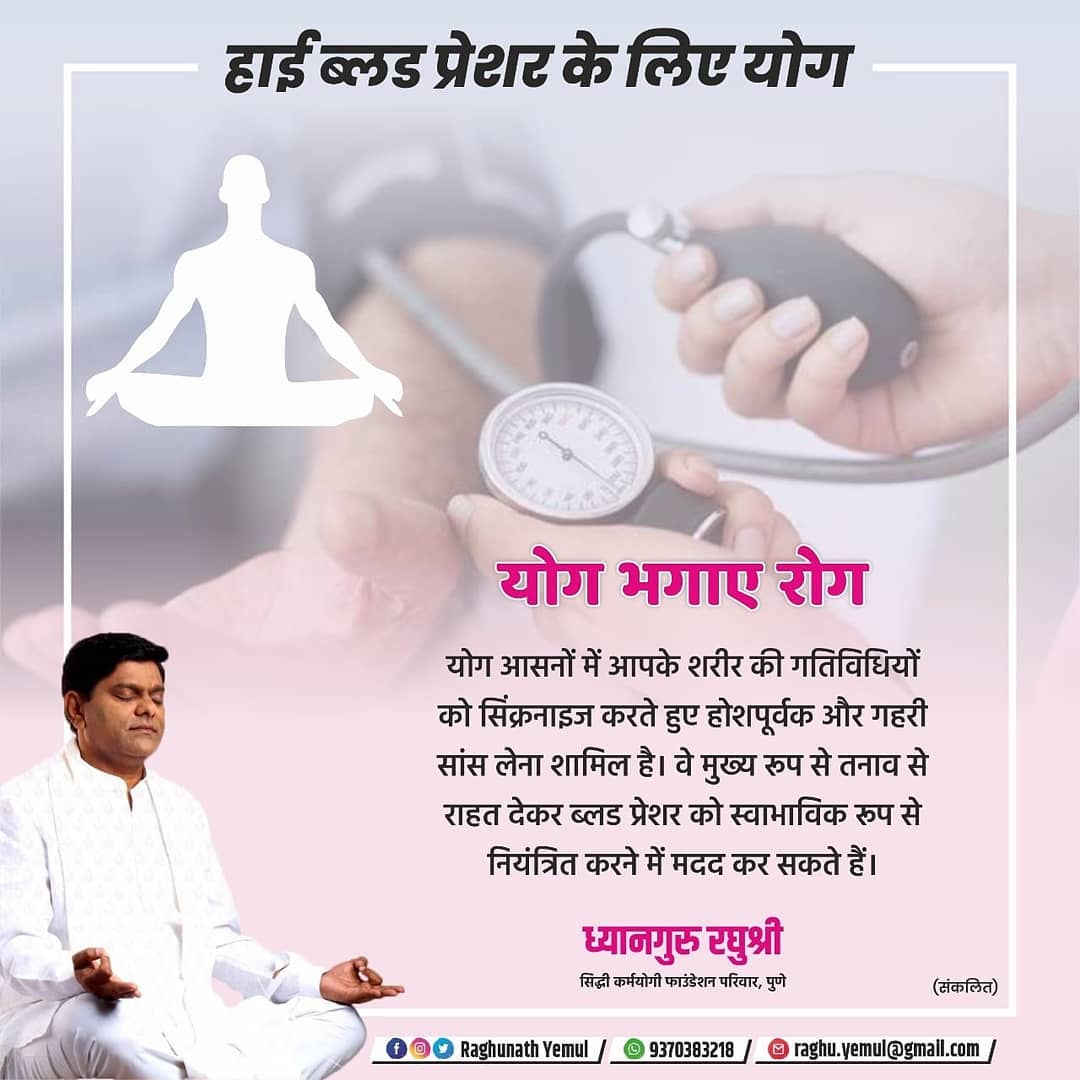 हाई ब्लड प्रेशर के लिए योग
योग भगाए रोग
योग आसनों में आपके शरीर की गतिविधियों
को सिंक्रनाइज करते हुए होशपूर्वक और गहरी
सांस लेना शामिल है। वे मुख्य रूप से तनाव से
राहत देकर ब्लड प्रेशर को स्वाभाविक रूप से
नियंत्रित करने में मदद कर सकते हैं।
ध्यानगुरु रघुश्री
सिद्धी कर्मयोगी फाउंडेशन परिवार, पुणे
(संकलित)
Raghunath Yemul / 9370383218 / raghu.yemul@gmail.com /